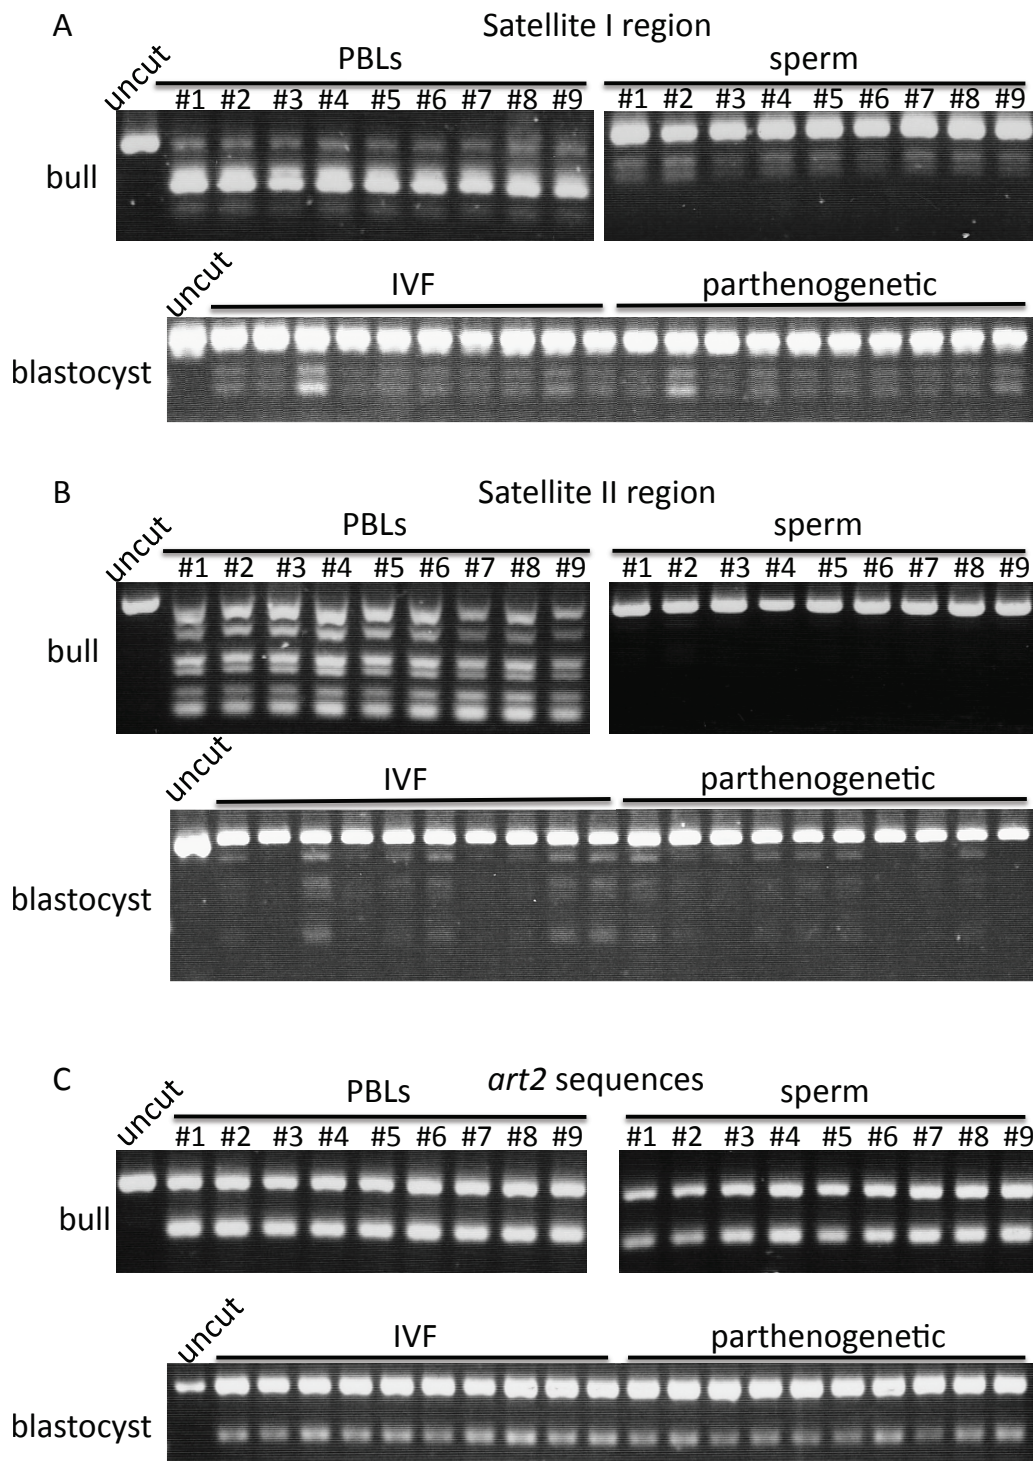 A Satellite I region
uncut PBLs sperm
#1 #2 #3 #4 #5 #6 #7 #8 #9 #1 #2 #3 #4 #5 #6 #7 #8 #9
bull
uncut IVF parthenogenetic
blastocyst
B Satellite II region
uncut PBLs sperm
#1 #2 #3 #4 #5 #6 #7 #8 #9 #1 #2 #3 #4 #5 #6 #7 #8 #9
bull
uncut IVF parthenogenetic
blastocyst
C art2 sequences
uncut PBLs sperm
#1 #2 #3 #4 #5 #6 #7 #8 #9 #1 #2 #3 #4 #5 #6 #7 #8 #9
bull
uncut IVF parthenogenetic
blastocyst